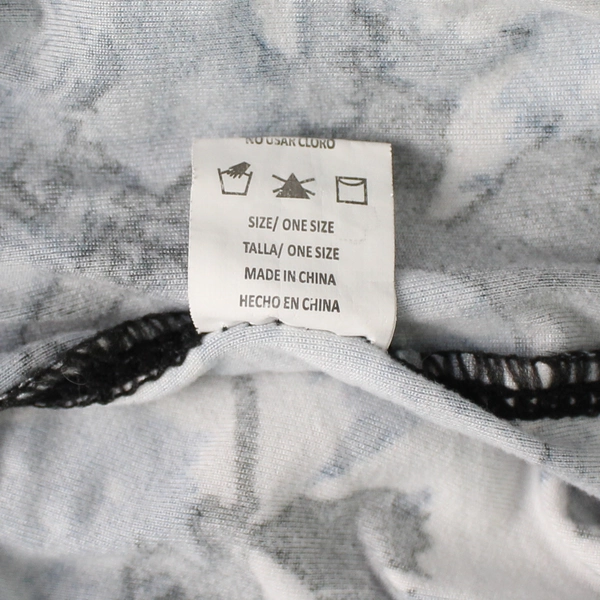 NO USAR CLORO
SIZE/ ONE SIZE
TALLA/ ONE SIZE
MADE IN CHINA
HECHO EN CHINA